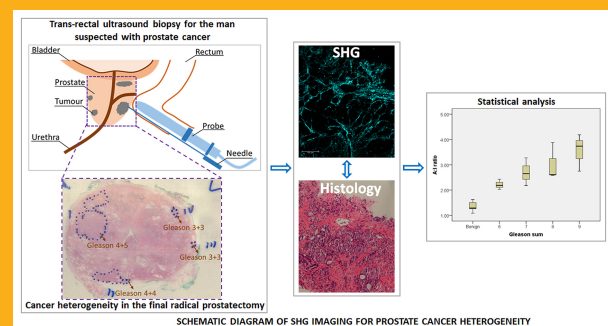 Trans-rectal ultrasound biopsy for the man
suspected with prostate cancer
Bladder
Rectum
Prostate
Tumour
Urethra
Probe
Needle
Gleason 4+5
Gleason 3+3
Gleason 3+3
Gleason 4+4
Cancer heterogeneity in the final radical prostatectomy
SHG
Histology
Statistical analysis
5.00
4.00
3.00
2.00
1.00
Benign
6
7
8
9
Gleason sum
SCHEMATIC DIAGRAM OF SHG IMAGING FOR PROSTATE CANCER HETEROGENEITY